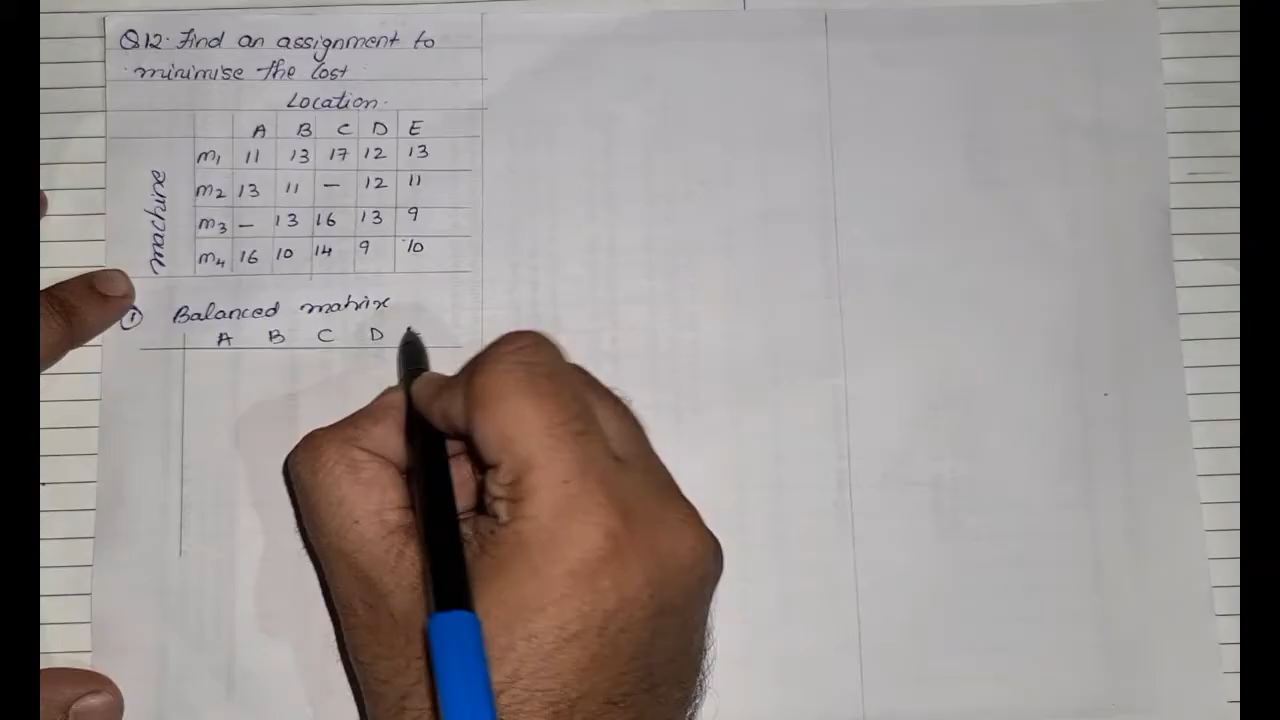 Q12. Find an assignment to
minimise the cost.
Location.
A B C D E
machine
m1 11 13 17 12 13
m2 13 11 — 12 11
m3 — 13 16 13 9
m4 16 10 14 9 10
① Balanced matrix
A B C D